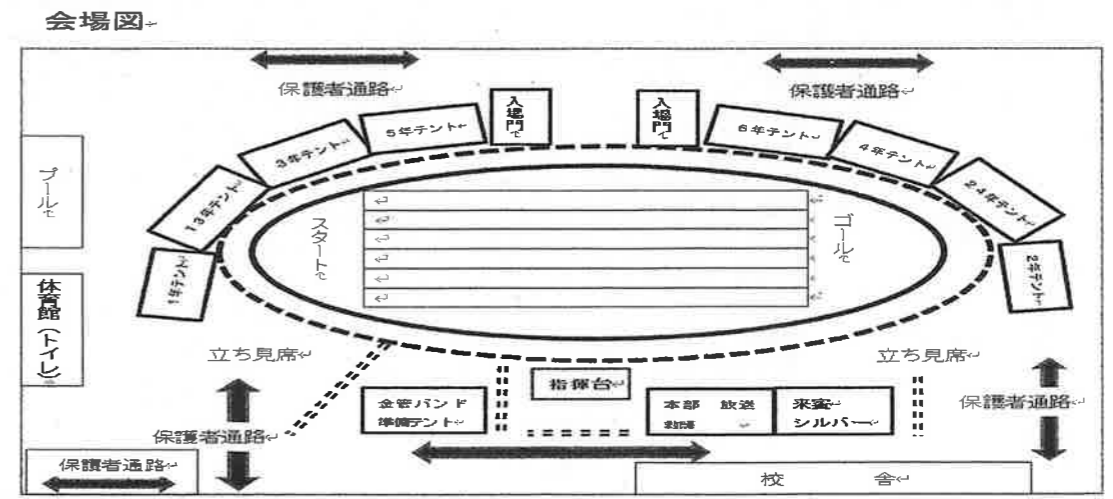 会場図
保護者通路
保護者通路
入場門
入場門
5年テント
6年テント
3年テント
4年テント
13年テント
24年テント
1年テント
2年テント
プール
体育館(トイレ)
スタート
ゴール
立ち見席
立ち見席
指揮台
金管バンド
準備テント
本部 放送
救護
来賓
シルバー
保護者通路
保護者通路
保護者通路
校 舎